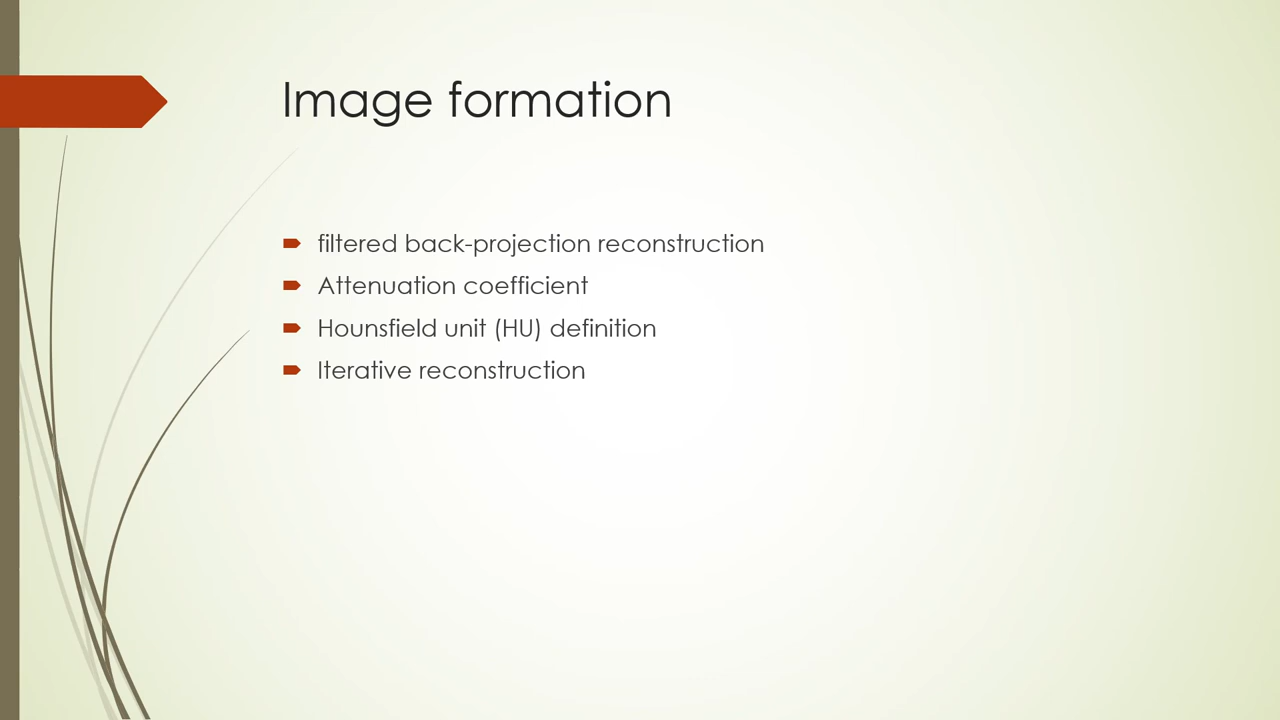 Image formation
filtered back-projection reconstruction
Attenuation coefficient
Hounsfield unit (HU) definition
Iterative reconstruction